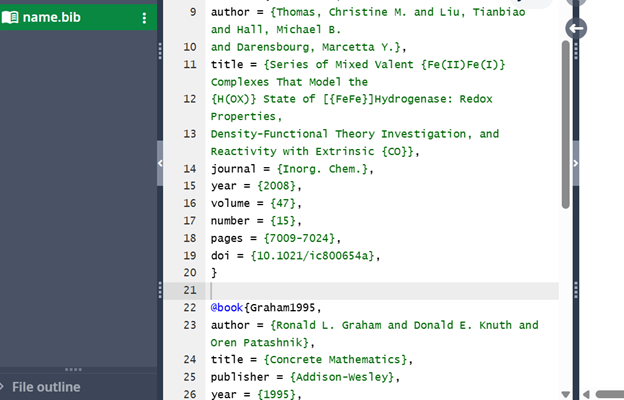 name.bib
9 author = {Thomas, Christine M. and Liu, Tianbiao
and Hall, Michael B.
10 and Darensbourg, Marcetta Y.},
11 title = {Series of Mixed Valent {Fe(II)Fe(I)}
Complexes That Model the
12 {H(OX)} State of [{FeFe}]Hydrogenase: Redox
Properties,
13 Density-Functional Theory Investigation, and
Reactivity with Extrinsic {CO}},
14 journal = {Inorg. Chem.},
15 year = {2008},
16 volume = {47},
17 number = {15},
18 pages = {7009-7024},
19 doi = {10.1021/ic800654a},
20 }
21
22 @book{Graham1995,
23 author = {Ronald L. Graham and Donald E. Knuth and
Oren Patashnik},
24 title = {Concrete Mathematics},
25 publisher = {Addison-Wesley},
26 year = {1995},
File outline